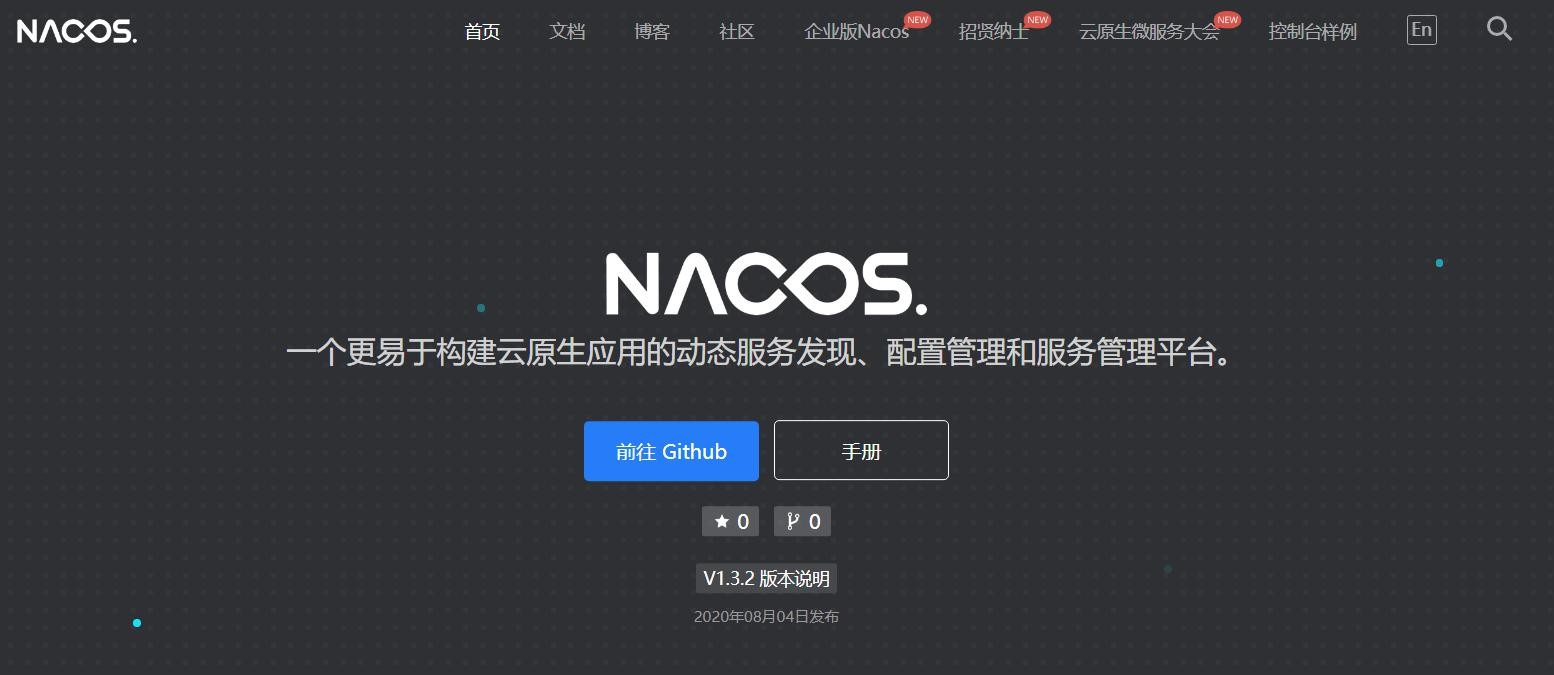 NACOS. 首页 文档 博客 社区 企业版Nacos NEW 招贤纳士 NEW 云原生微服务大会 NEW 控制台样例 En
NACOS.
一个更易于构建云原生应用的动态服务发现、配置管理和服务管理平台。
前往 Github 手册
0 0
V1.3.2 版本说明
2020年08月04日发布